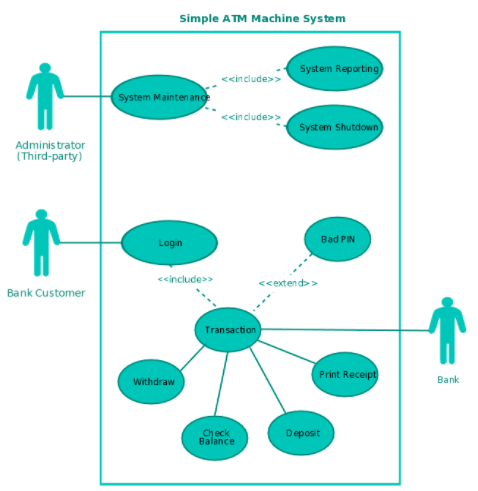 Simple ATM Machine System
System Reporting
<<include>>
System Maintenance
<<include>>
System Shutdown
Administrator
(Third-party)
Login
Bad PIN
<<include>>
<<extend>>
Bank Customer
Transaction
Withdraw
Print Receipt
Bank
Check
Balance
Deposit